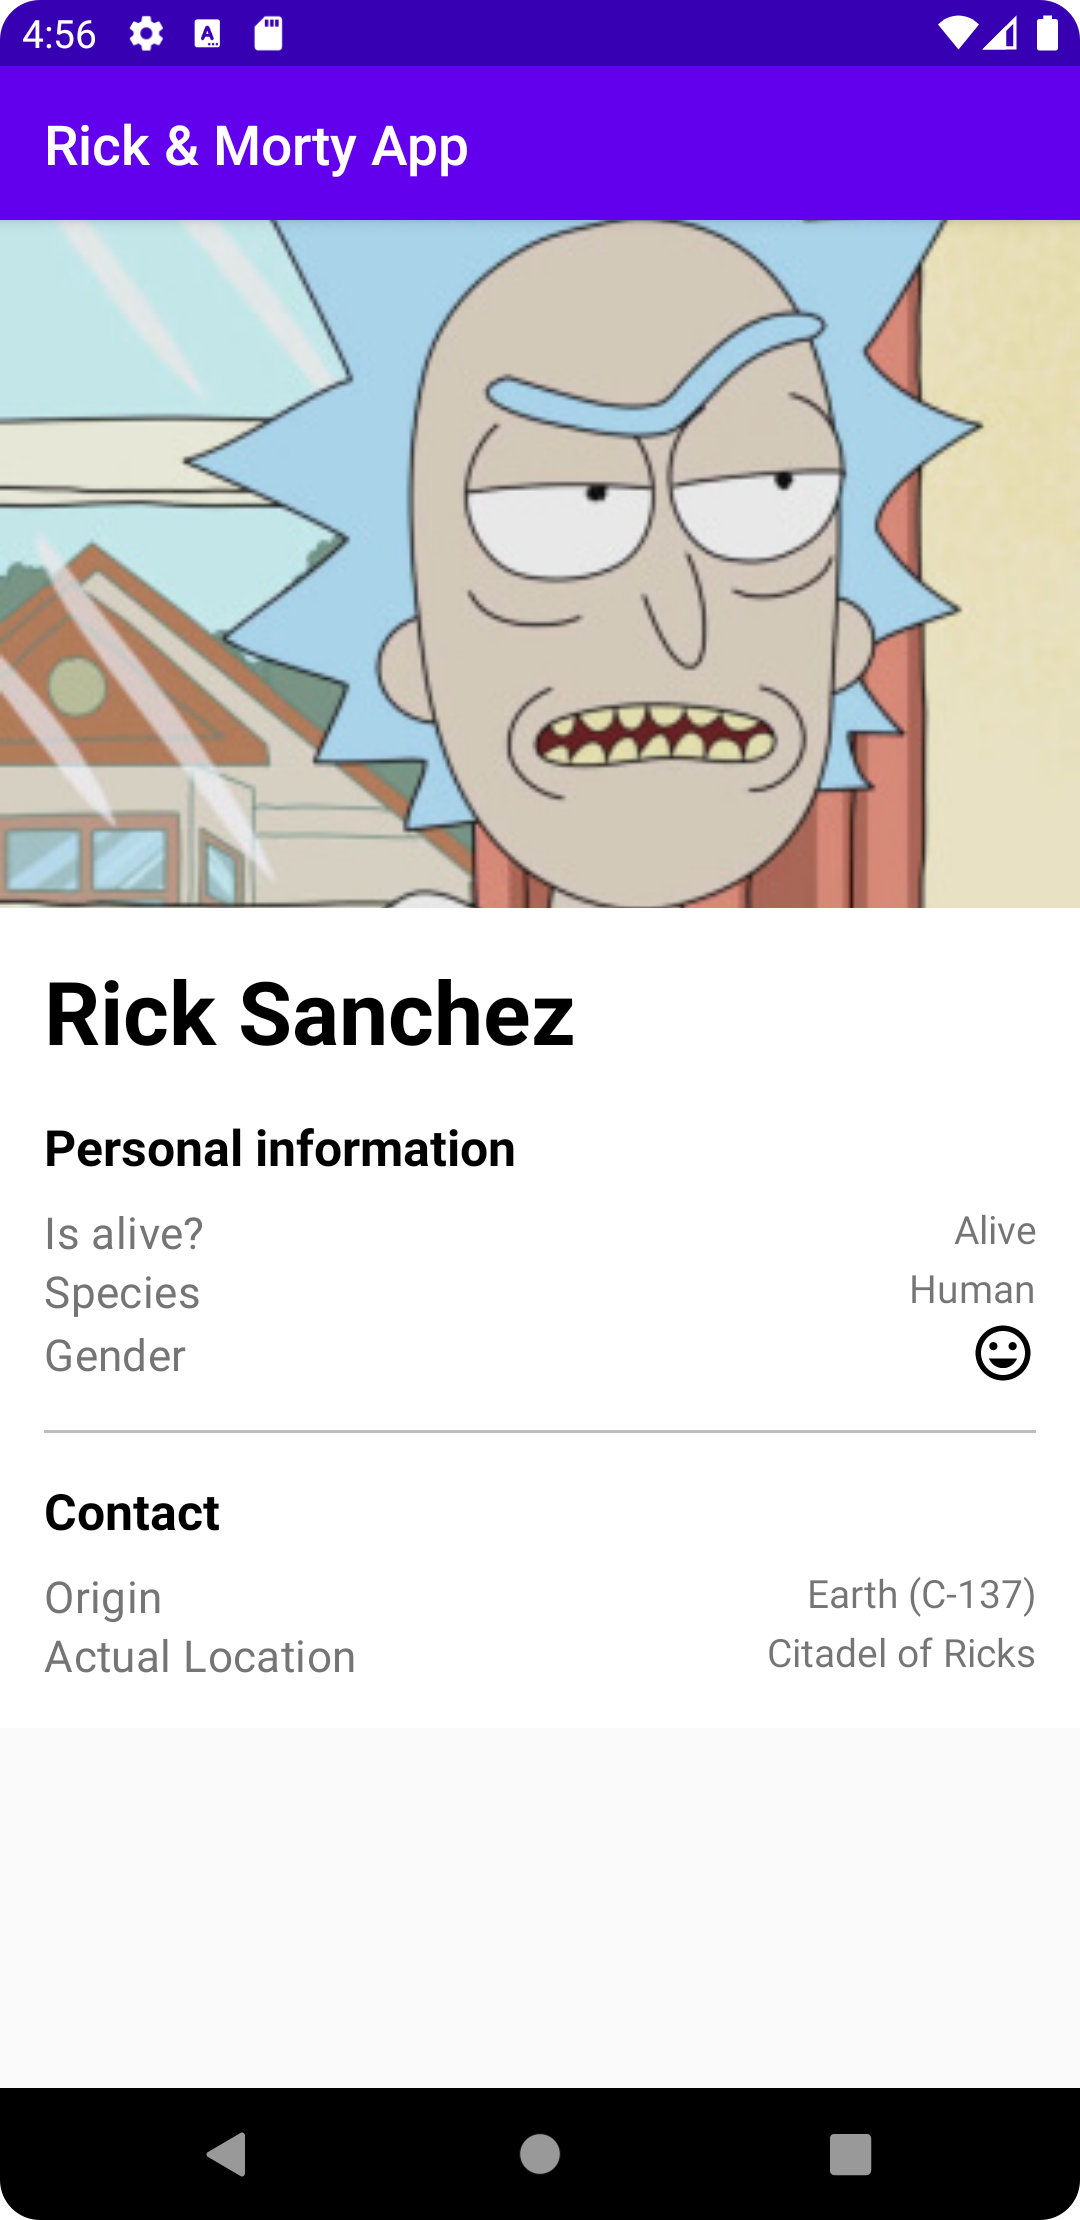 4:56
Rick & Morty App
Rick Sanchez
Personal information
Is alive? Alive
Species Human
Gender
Contact
Origin Earth (C-137)
Actual Location Citadel of Ricks